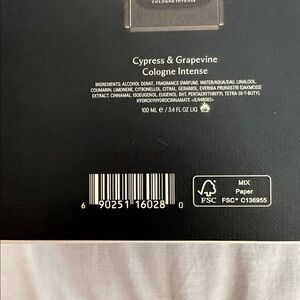 COLOGNE INTENSE
Cypress & Grapevine
Cologne Intense
INGREDIENTS: ALCOHOL DENAT., FRAGRANCE (PARFUM), WATER/AQUA/EAU, LINALOOL,
COUMARIN, LIMONENE, CITRONELLOL, CITRAL, GERANIOL, EVERNIA PRUNASTRI (OAKMOSS)
EXTRACT, CINNAMAL, ISOEUGENOL, EUGENOL, BHT, PENTAERYTHRITYL TETRA-DI-T-BUTYL
HYDROXYHYDROCINNAMATE <ILN49082>
100 ML ℮ / 3.4 FL OZ LIQ
6 90251 16028 0
FSC
MIX
Paper
FSC® C136955